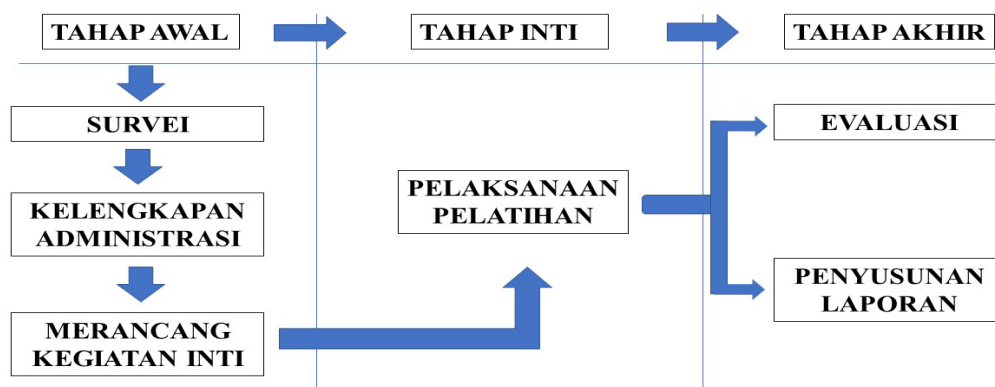 TAHAP AWAL
TAHAP INTI
TAHAP AKHIR
SURVEI
KELENGKAPAN
ADMINISTRASI
MERANCANG
KEGIATAN INTI
PELAKSANAAN
PELATIHAN
EVALUASI
PENYUSUNAN
LAPORAN